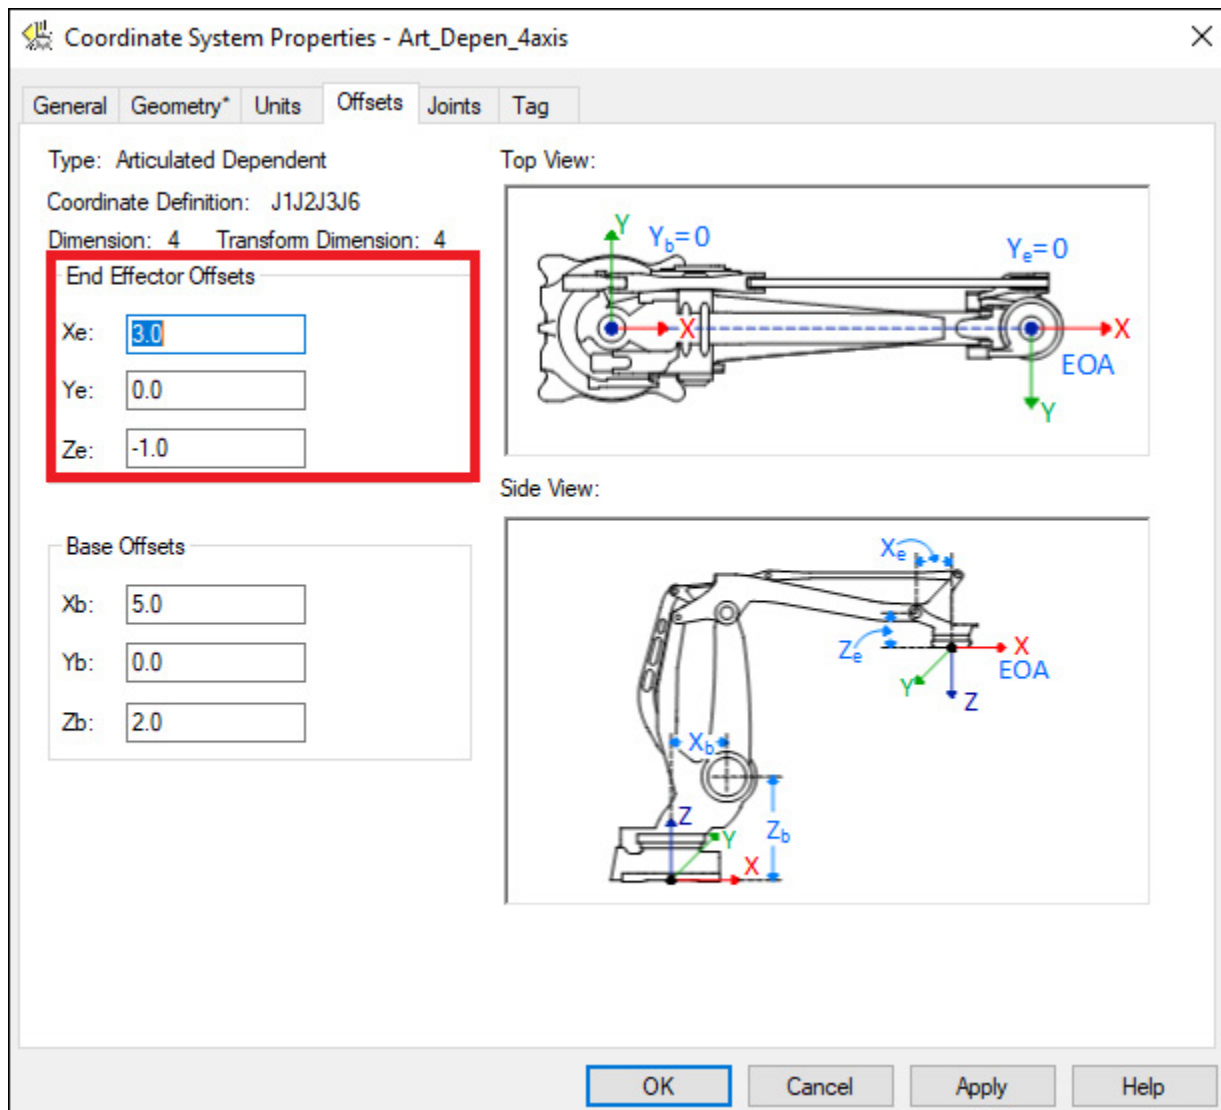 Coordinate System Properties - Art_Depen_4axis
General Geometry* Units Offsets Joints Tag
Type: Articulated Dependent
Coordinate Definition: J1J2J3J6
Dimension: 4 Transform Dimension: 4
End Effector Offsets
Xe: 3.0
Ye: 0.0
Ze: -1.0
Base Offsets
Xb: 5.0
Yb: 0.0
Zb: 2.0
Top View:
Y
Yb= 0
Ye= 0
X
X
EOA
Y
Side View:
Xe
Ze
X
EOA
Y
Z
Xb
Z
Y
Zb
X
OK Cancel Apply Help